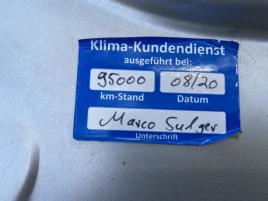 Klima-Kundendienst
ausgeführt bei:
95000 08/20
km-Stand Datum
Marco Sulger
Unterschrift